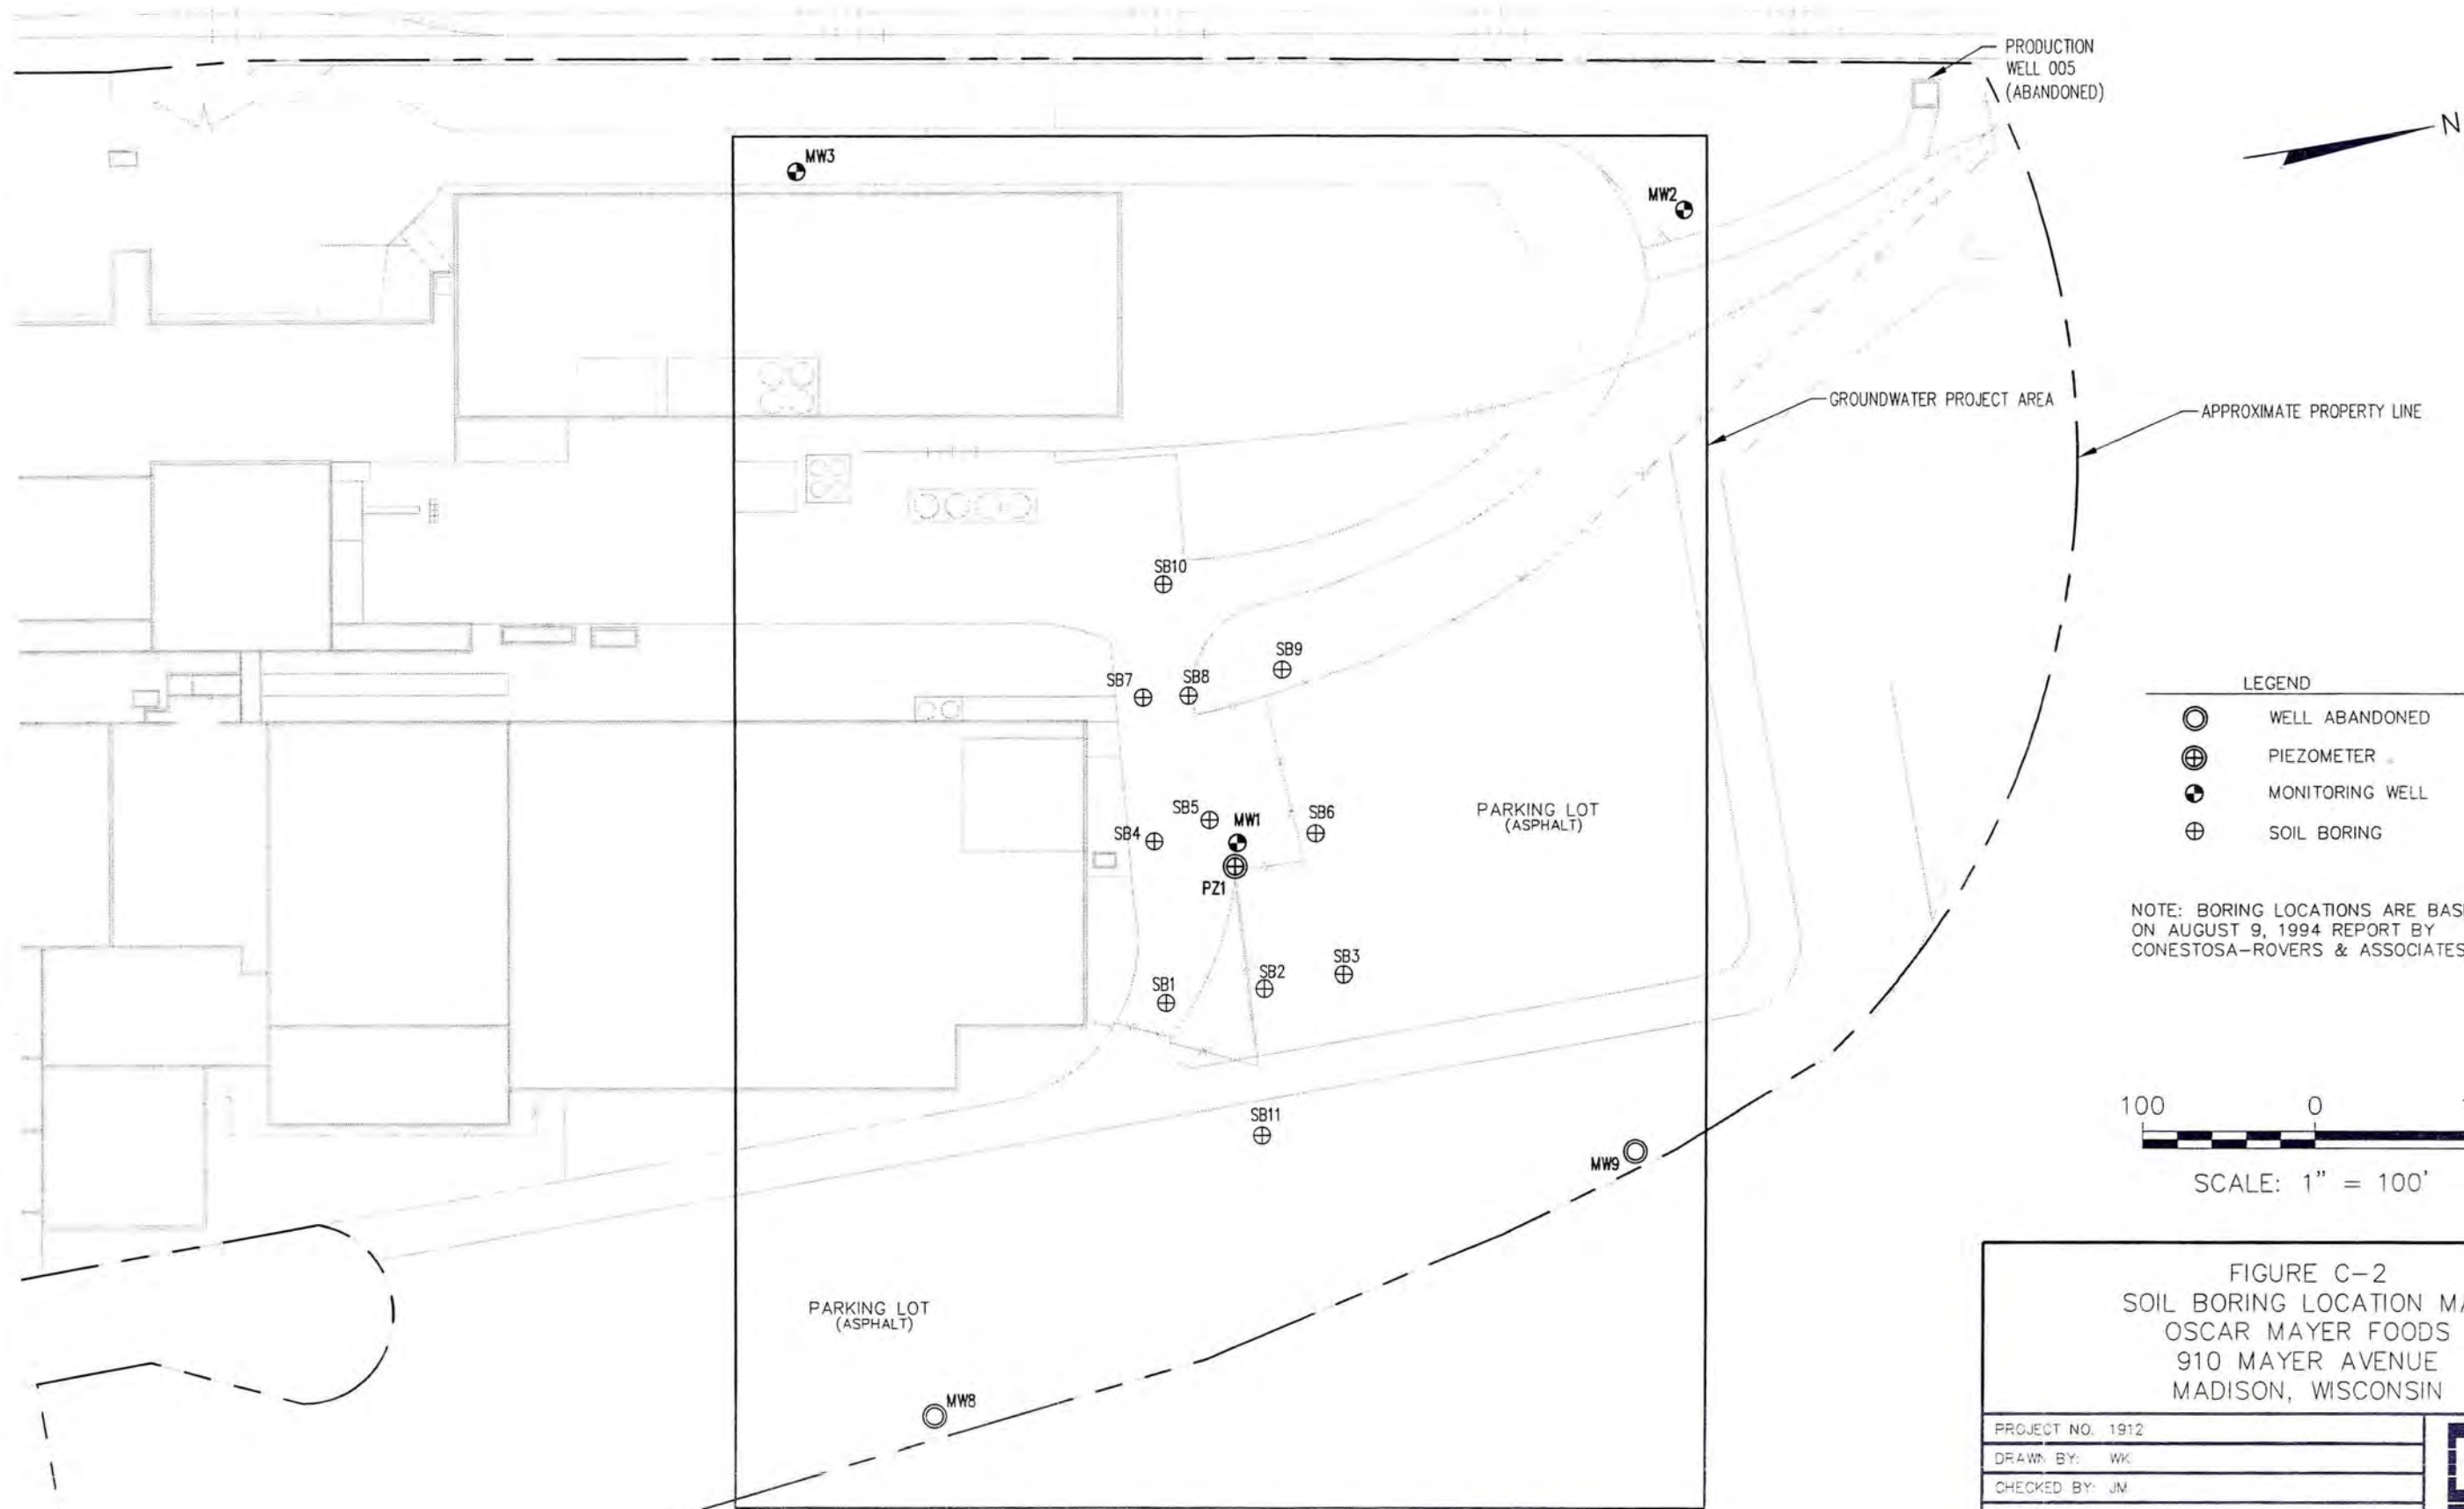 PRODUCTION
WELL 005
(ABANDONED)
N
MW3
MW2
GROUNDWATER PROJECT AREA
APPROXIMATE PROPERTY LINE
SB10
SB9
SB7
SB8
LEGEND
WELL ABANDONED
PIEZOMETER
MONITORING WELL
SOIL BORING
SB5
MW1
SB6
SB4
PZ1
PARKING LOT
(ASPHALT)
NOTE: BORING LOCATIONS ARE BAS
ON AUGUST 9, 1994 REPORT BY
CONESTOSA-ROVERS & ASSOCIATES
SB3
SB2
SB1
SB11
MW9
100 0
SCALE: 1" = 100'
PARKING LOT
(ASPHALT)
MW8
FIGURE C-2
SOIL BORING LOCATION MA
OSCAR MAYER FOODS
910 MAYER AVENUE
MADISON, WISCONSIN
PROJECT NO. 1912
DRAWN BY: WK
CHECKED BY: JM